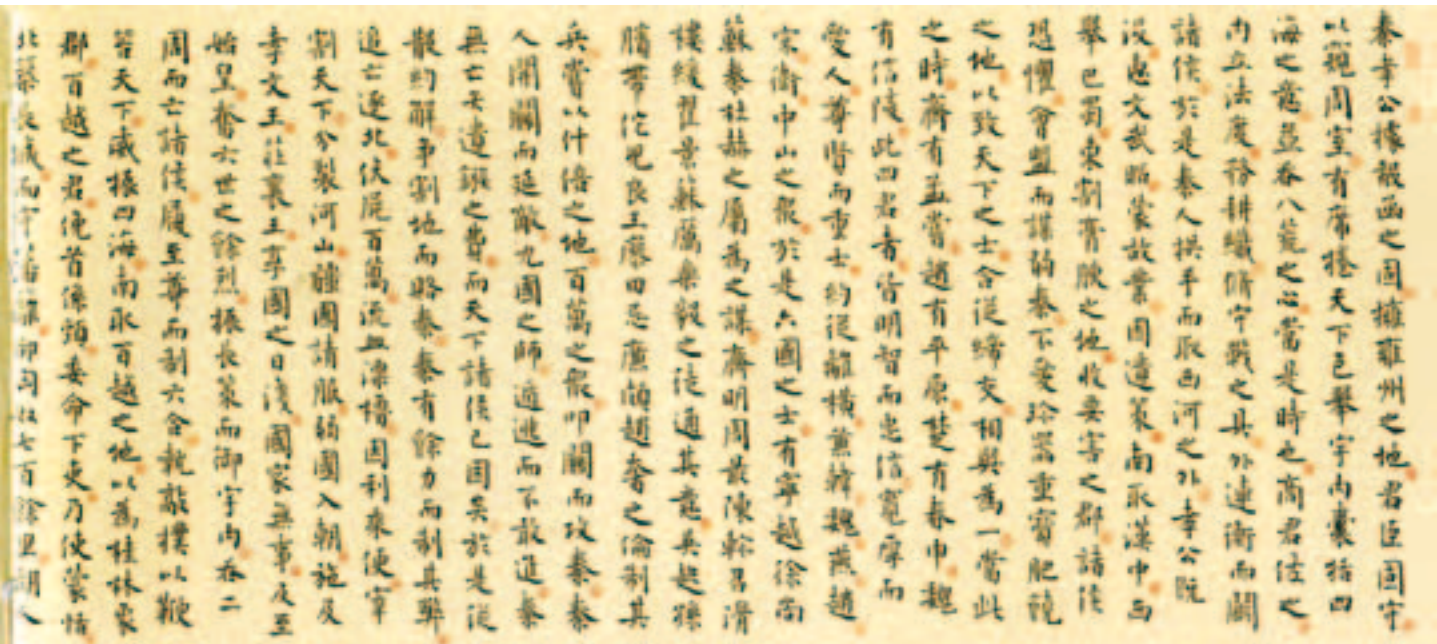 秦孝公據殽函之固擁雍州之地君臣固守
以窺周室有席捲天下包舉宇內囊括四
海之意並吞八荒之心當是時也商君佐之
內立法度務耕織脩守戰之具外連衡而鬬
諸侯於是秦人拱手而取西河之外孝公既
沒惠文武昭蒙故業因遺策南取漢中西
舉巴蜀東割膏腴之地收要害之郡諸侯
恐懼會盟而謀弱秦不愛珍器重寶肥饒
之地以致天下之士合從締交相與為一當此
之時齊有孟嘗趙有平原楚有春申魏
有信陵此四君者皆明智而忠信寬厚而
愛人尊賢而重士約從離橫兼韓魏燕趙
宋衛中山之衆於是六國之士有甯越徐尚
蘇秦杜赫之屬為之謀齊明周最陳軫召滑
樓緩翟景蘇厲樂毅之徒通其意吳起孫
臏帶佗兒良王廖田忌廉頗趙奢之倫制其
兵嘗以什倍之地百萬之衆叩關而攻秦秦
人開關而延敵九國之師遁逃而不敢進秦
無亡矢遺鏃之費而天下諸侯已困矣於是從
散約解爭割地而賂秦秦有餘力而制其弊
追亡逐北伏屍百萬流血漂櫓因利乘便宰
割天下分裂河山彊國請服弱國入朝施及
孝文王莊襄王享國之日淺國家無事及至
始皇奮六世之餘烈振長策而御宇內吞二
周而亡諸侯履至尊而制六合執敲撲以鞭
笞天下威振四海南取百越之地以為桂林象
郡百越之君俛首係頸委命下吏乃使蒙恬
北築長城而守藩籬却匈奴七百餘里胡人